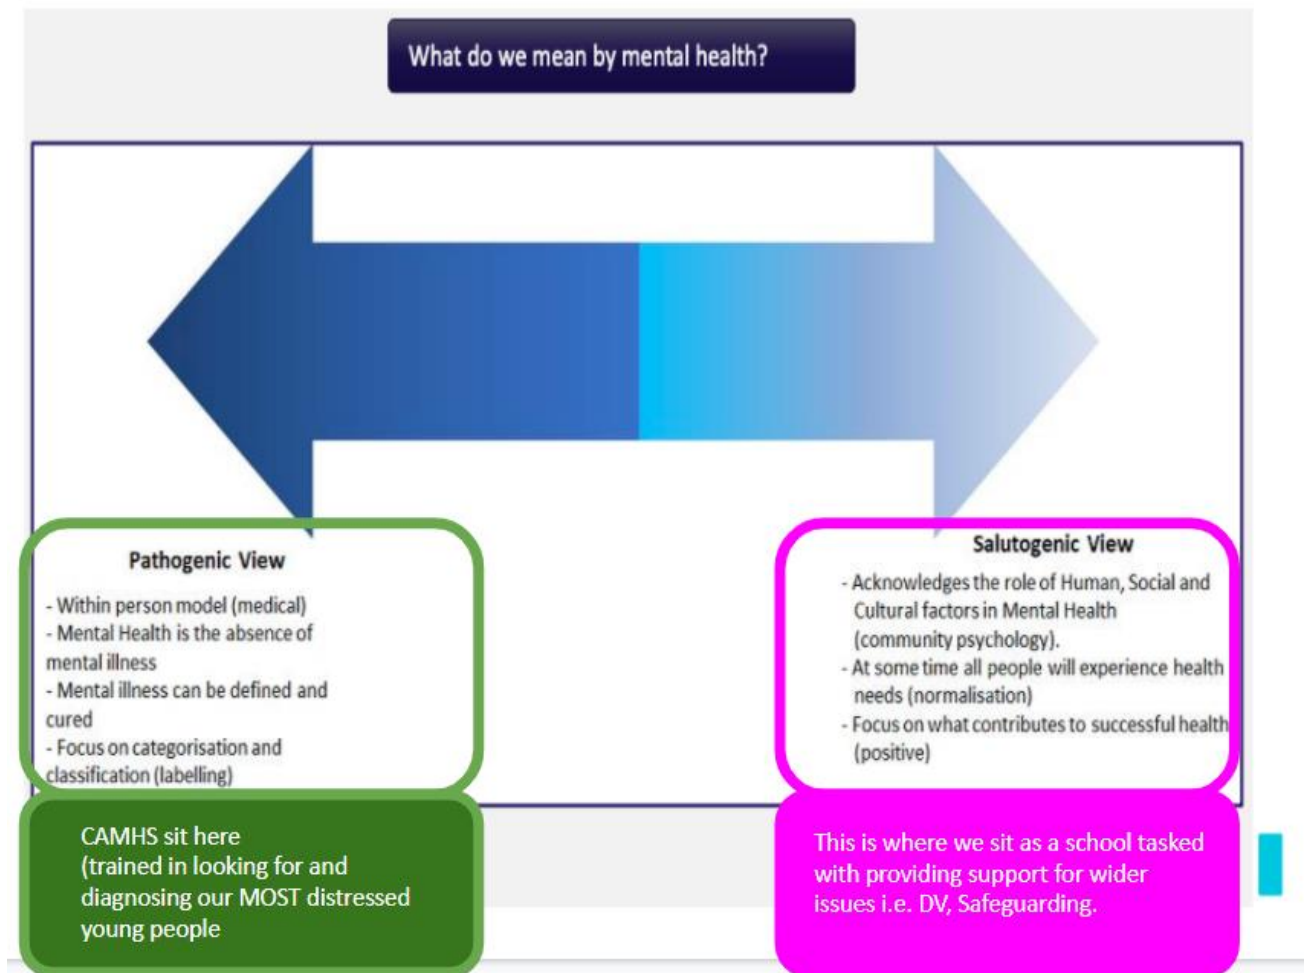 What do we mean by mental health?
Pathogenic View
- Within person model (medical)
- Mental Health is the absence of
mental illness
- Mental illness can be defined and
cured
- Focus on categorisation and
classification (labelling)
CAMHS sit here
(trained in looking for and
diagnosing our MOST distressed
young people
Salutogenic View
- Acknowledges the role of Human, Social and
Cultural factors in Mental Health
(community psychology).
- At some time all people will experience health
needs (normalisation)
- Focus on what contributes to successful health
(positive)
This is where we sit as a school tasked
with providing support for wider
issues i.e. DV, Safeguarding.